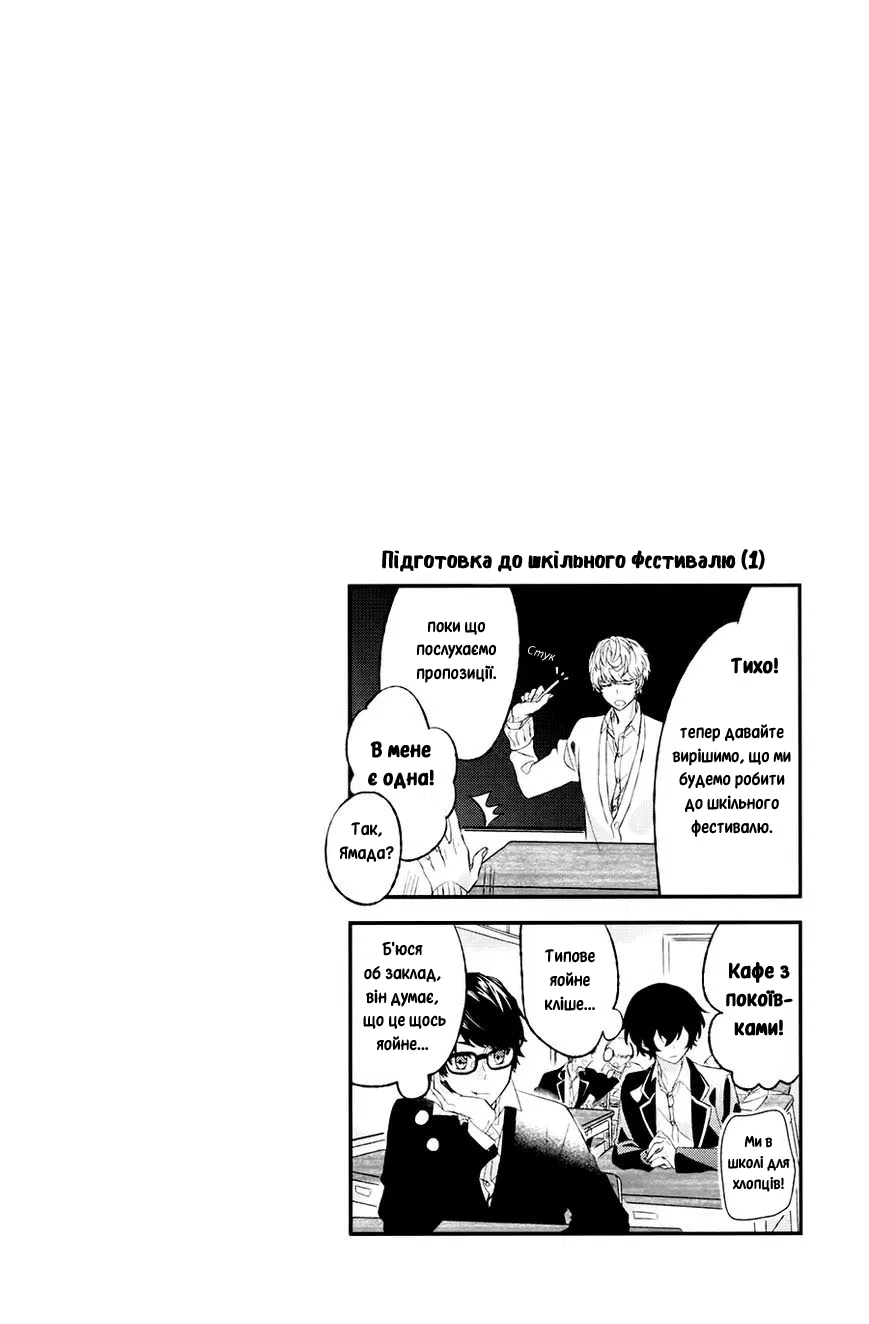 Підготовка до шкільного фестивалю (1)
Тихо!
тепер давайте
вирішимо, що ми
будемо робити
до шкільного
фестивалю.
Стук
поки що
послухаємо
пропозиції.
В мене
є одна!
Так,
Ямада?
Кафе з
покоїв-
ками!
Ми в
школі для
хлопців!
Типове
яойне
кліше...
Б'юся
об заклад,
він думає,
що це щось
яойне...